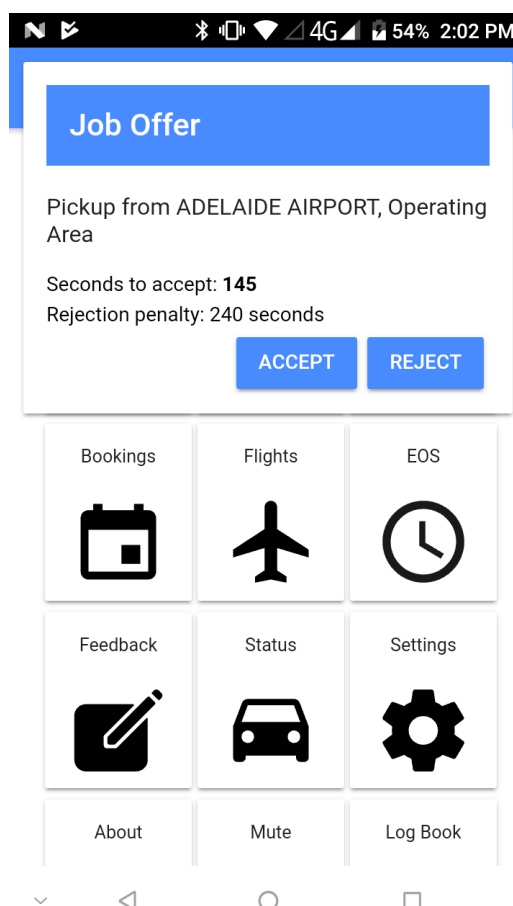 4G 54% 2:02 PM
Job Offer
Pickup from ADELAIDE AIRPORT, Operating
Area
Seconds to accept: 145
Rejection penalty: 240 seconds
ACCEPT REJECT
Bookings Flights EOS
Feedback Status Settings
About Mute Log Book